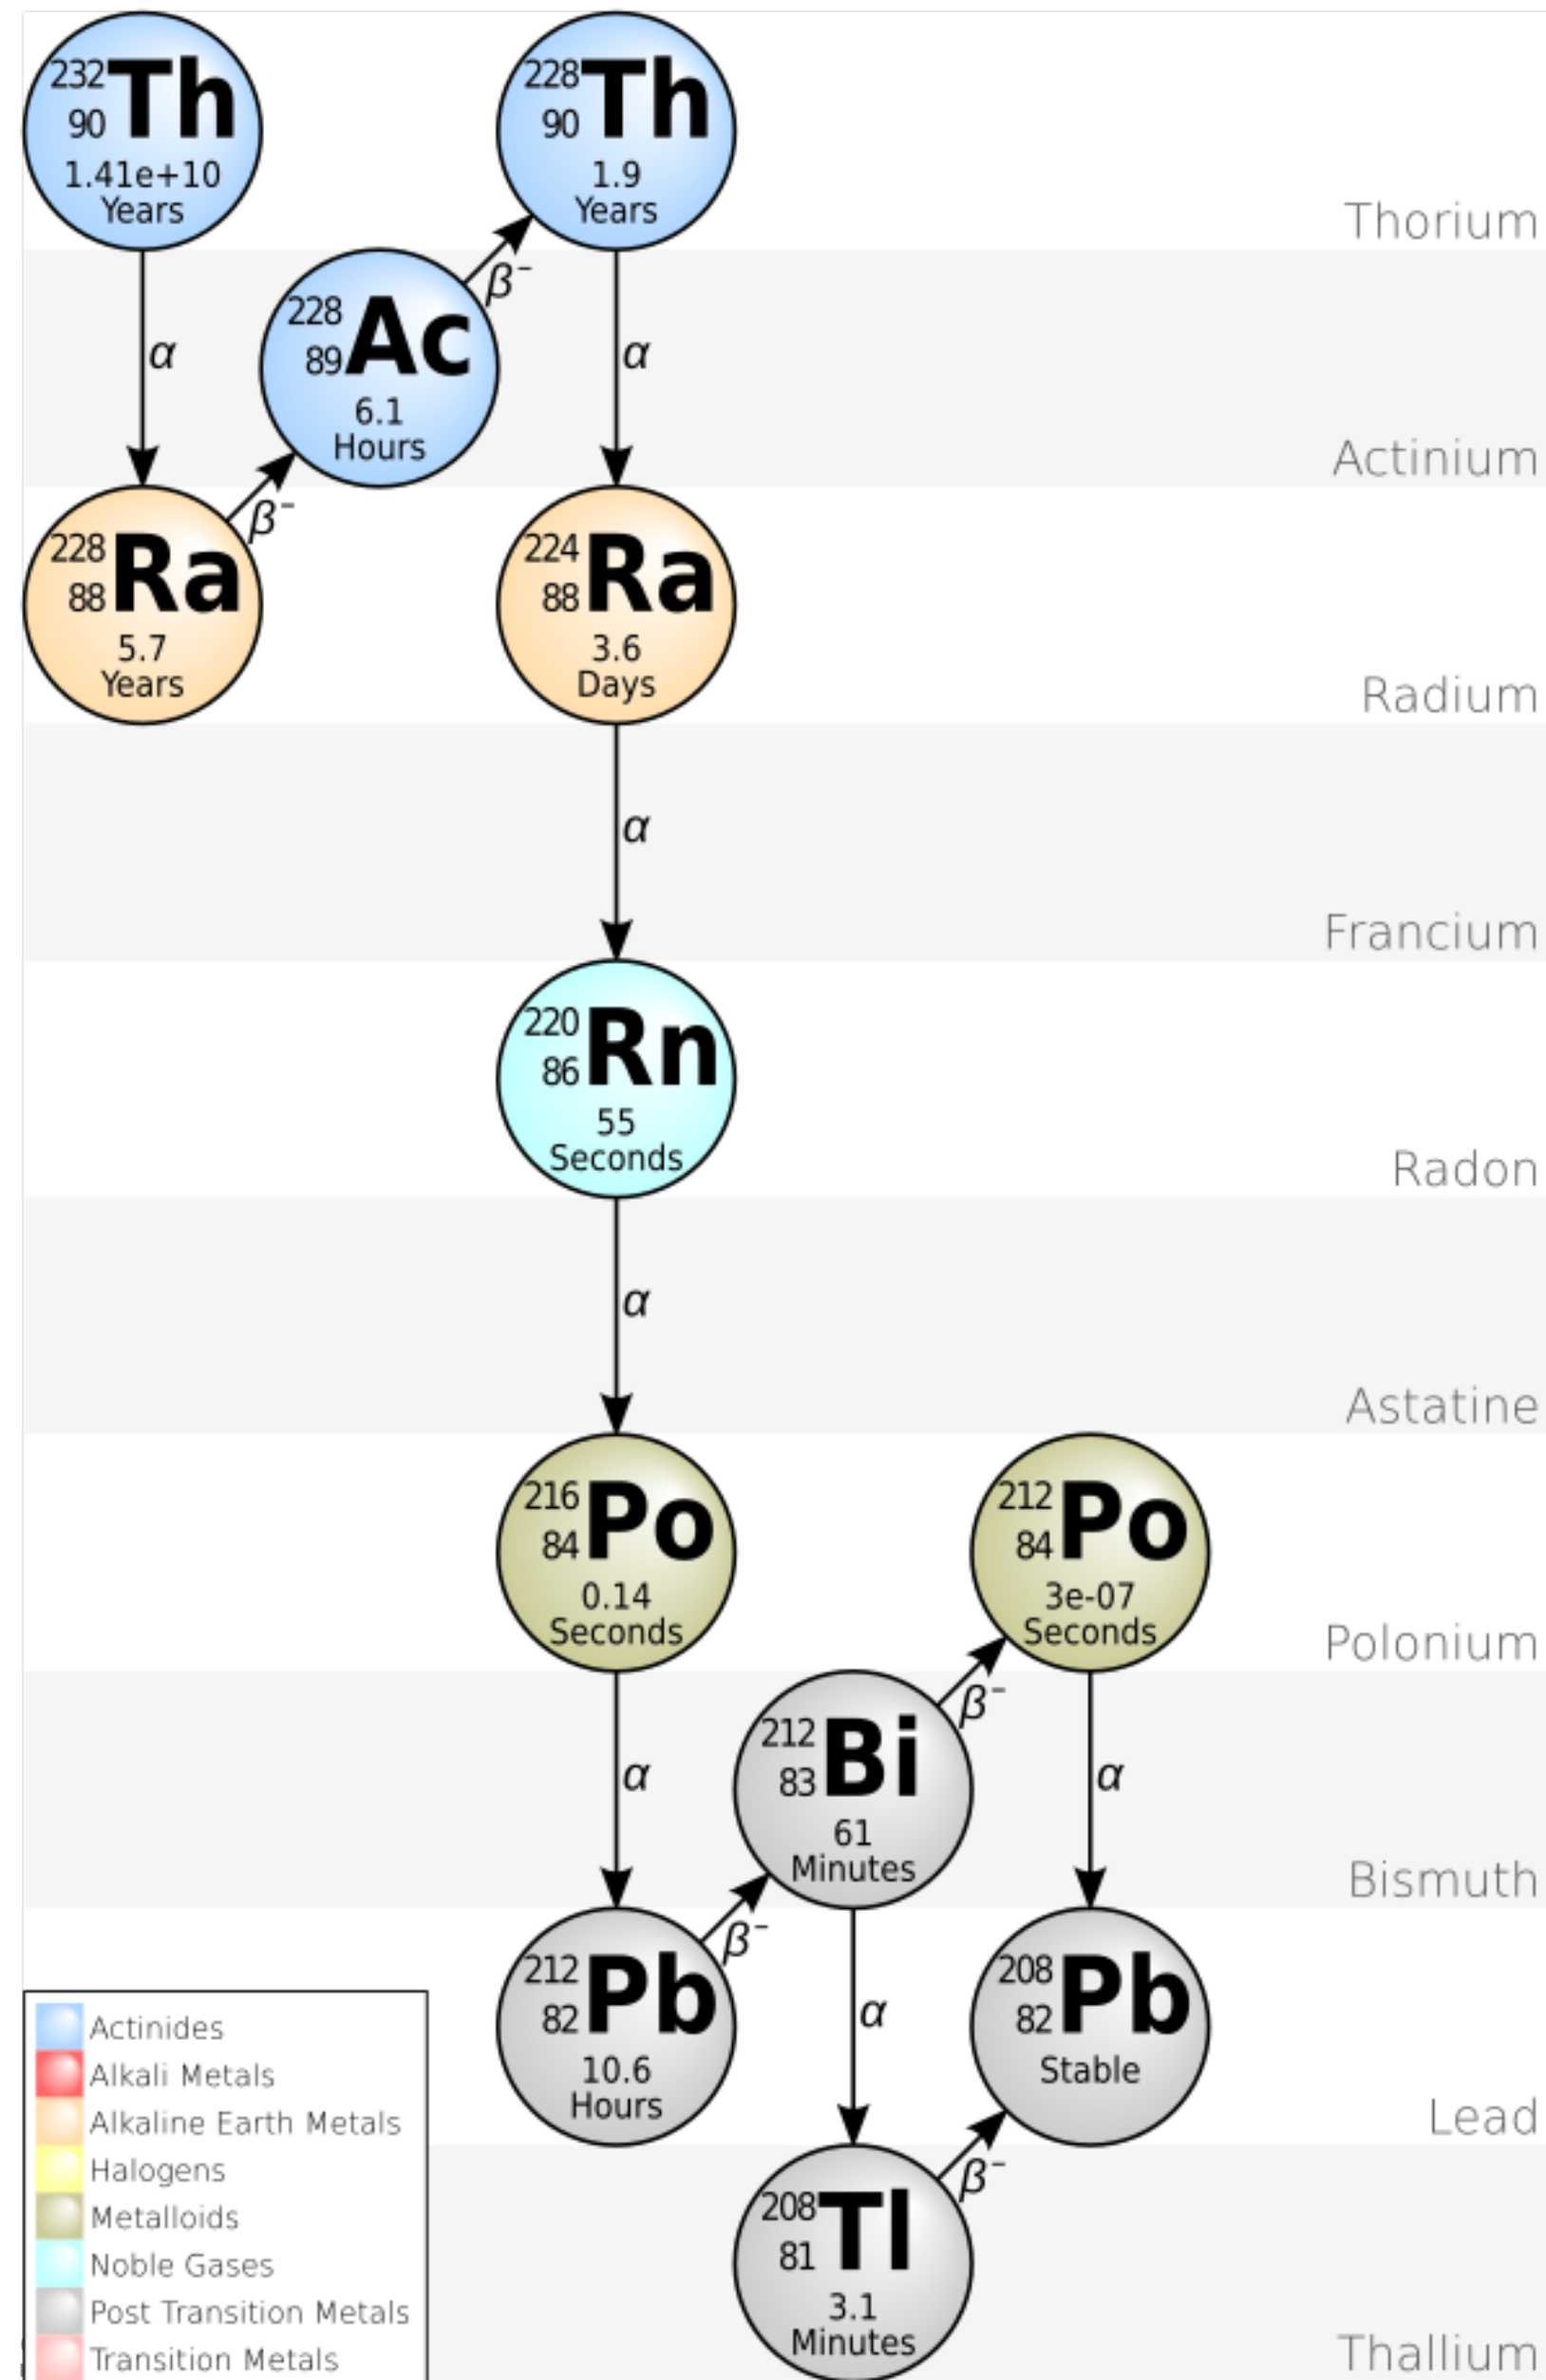 232
90
Th
1.41e+10
Years
228
90
Th
1.9
Years
Thorium
β⁻
228
89
Ac
6.1
Hours
α
α
Actinium
β⁻
228
88
Ra
5.7
Years
224
88
Ra
3.6
Days
Radium
α
Francium
220
86
Rn
55
Seconds
Radon
α
Astatine
216
84
Po
0.14
Seconds
212
84
Po
3e-07
Seconds
Polonium
β⁻
212
83
Bi
61
Minutes
α
α
Bismuth
β⁻
212
82
Pb
10.6
Hours
α
208
82
Pb
Stable
Lead
β⁻
208
81
Tl
3.1
Minutes
Thallium
Actinides
Alkali Metals
Alkaline Earth Metals
Halogens
Metalloids
Noble Gases
Post Transition Metals
Transition Metals